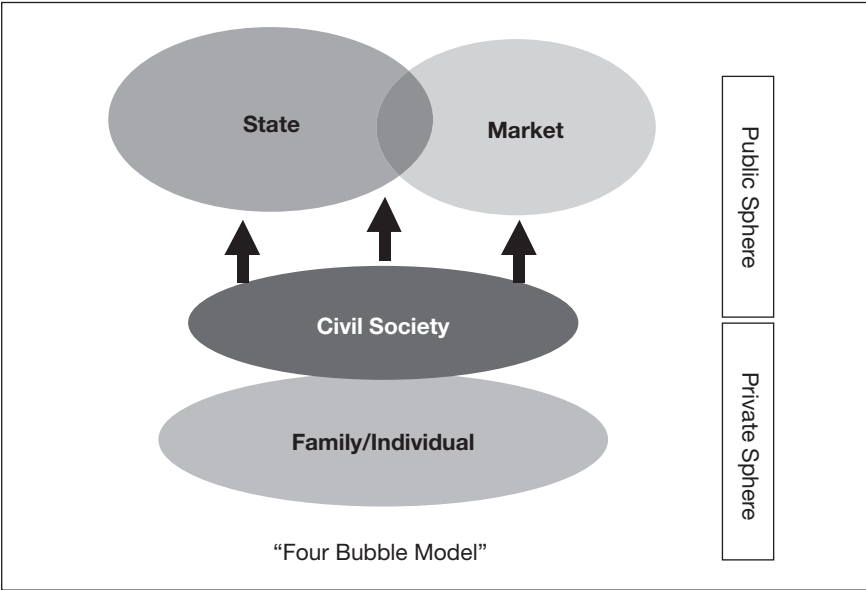 State
Market
Public Sphere
Civil Society
Private Sphere
Family/Individual
“Four Bubble Model”